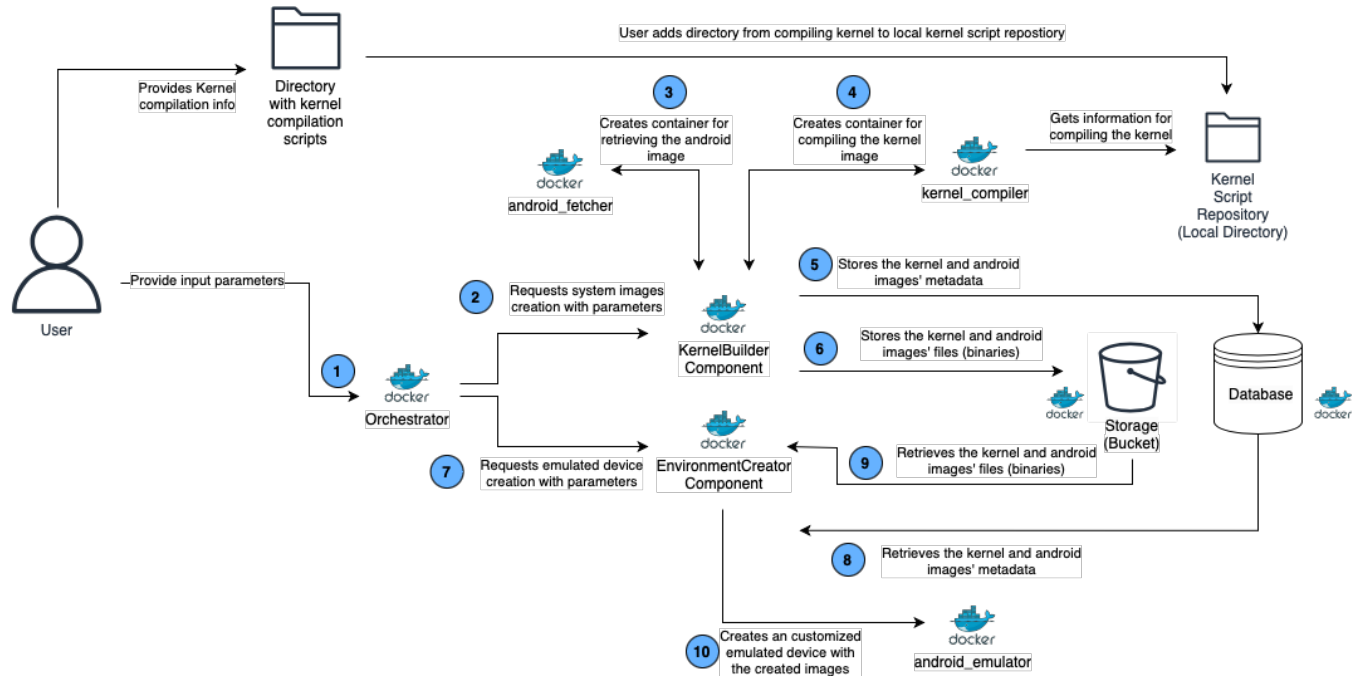 User adds directory from compiling kernel to local kernel script repostiory
Provides Kernel
compilation info
Directory
with kernel
compilation
scripts
3
Creates container for
retrieving the android
image
4
Creates container for
compiling the kernel
image
Gets information for
compiling the kernel
docker
android_fetcher
docker
kernel_compiler
Kernel
Script
Repository
(Local Directory)
User
Provide input parameters
2
Requests system images
creation with parameters
docker
KernelBuilder
Component
5
Stores the kernel and android
images' metadata
6
Stores the kernel and android
images' files (binaries)
1
docker
Orchestrator
docker
Storage
(Bucket)
Database
docker
7
Requests emulated device
creation with parameters
docker
EnvironmentCreator
Component
9
Retrieves the kernel and android
images' files (binaries)
8
Retrieves the kernel and android
images' metadata
10
Creates an customized
emulated device with
the created images
docker
android_emulator